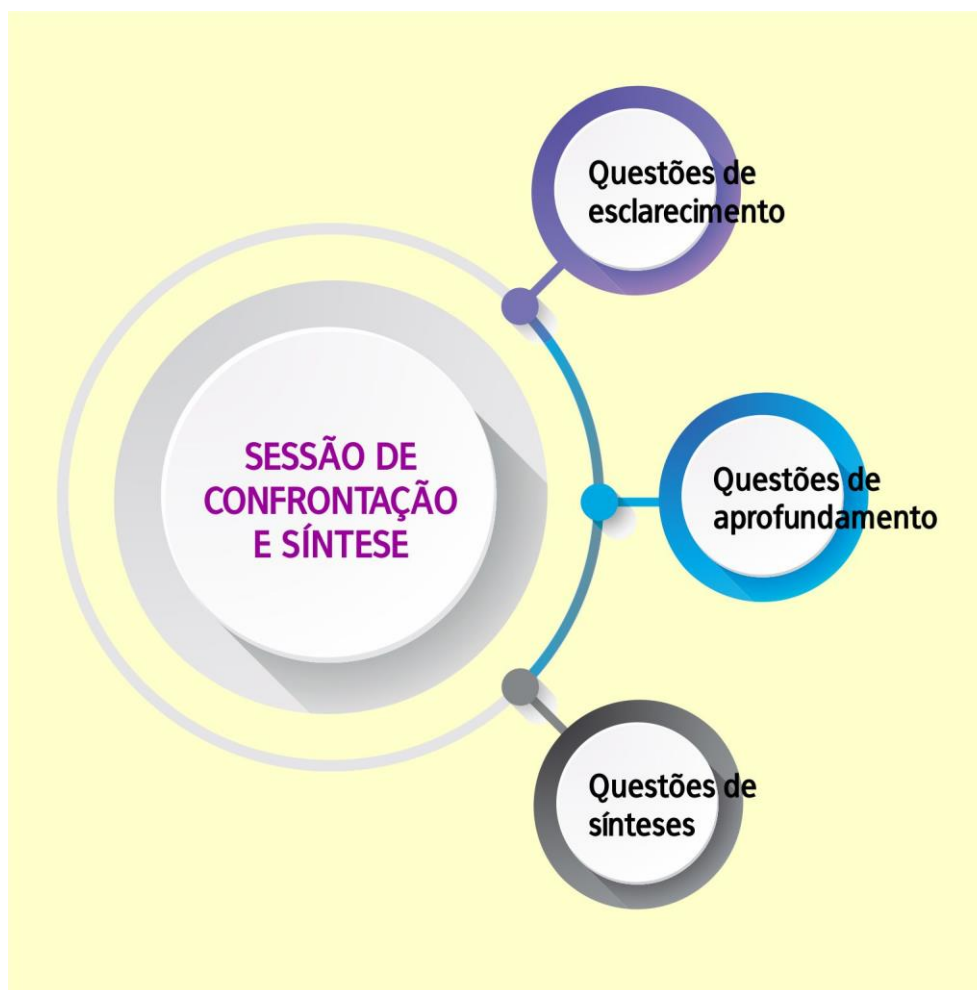 SESSÃO DE
CONFRONTAÇÃO
E SÍNTESE
Questões de
esclarecimento
Questões de
aprofundamento
Questões de
sínteses